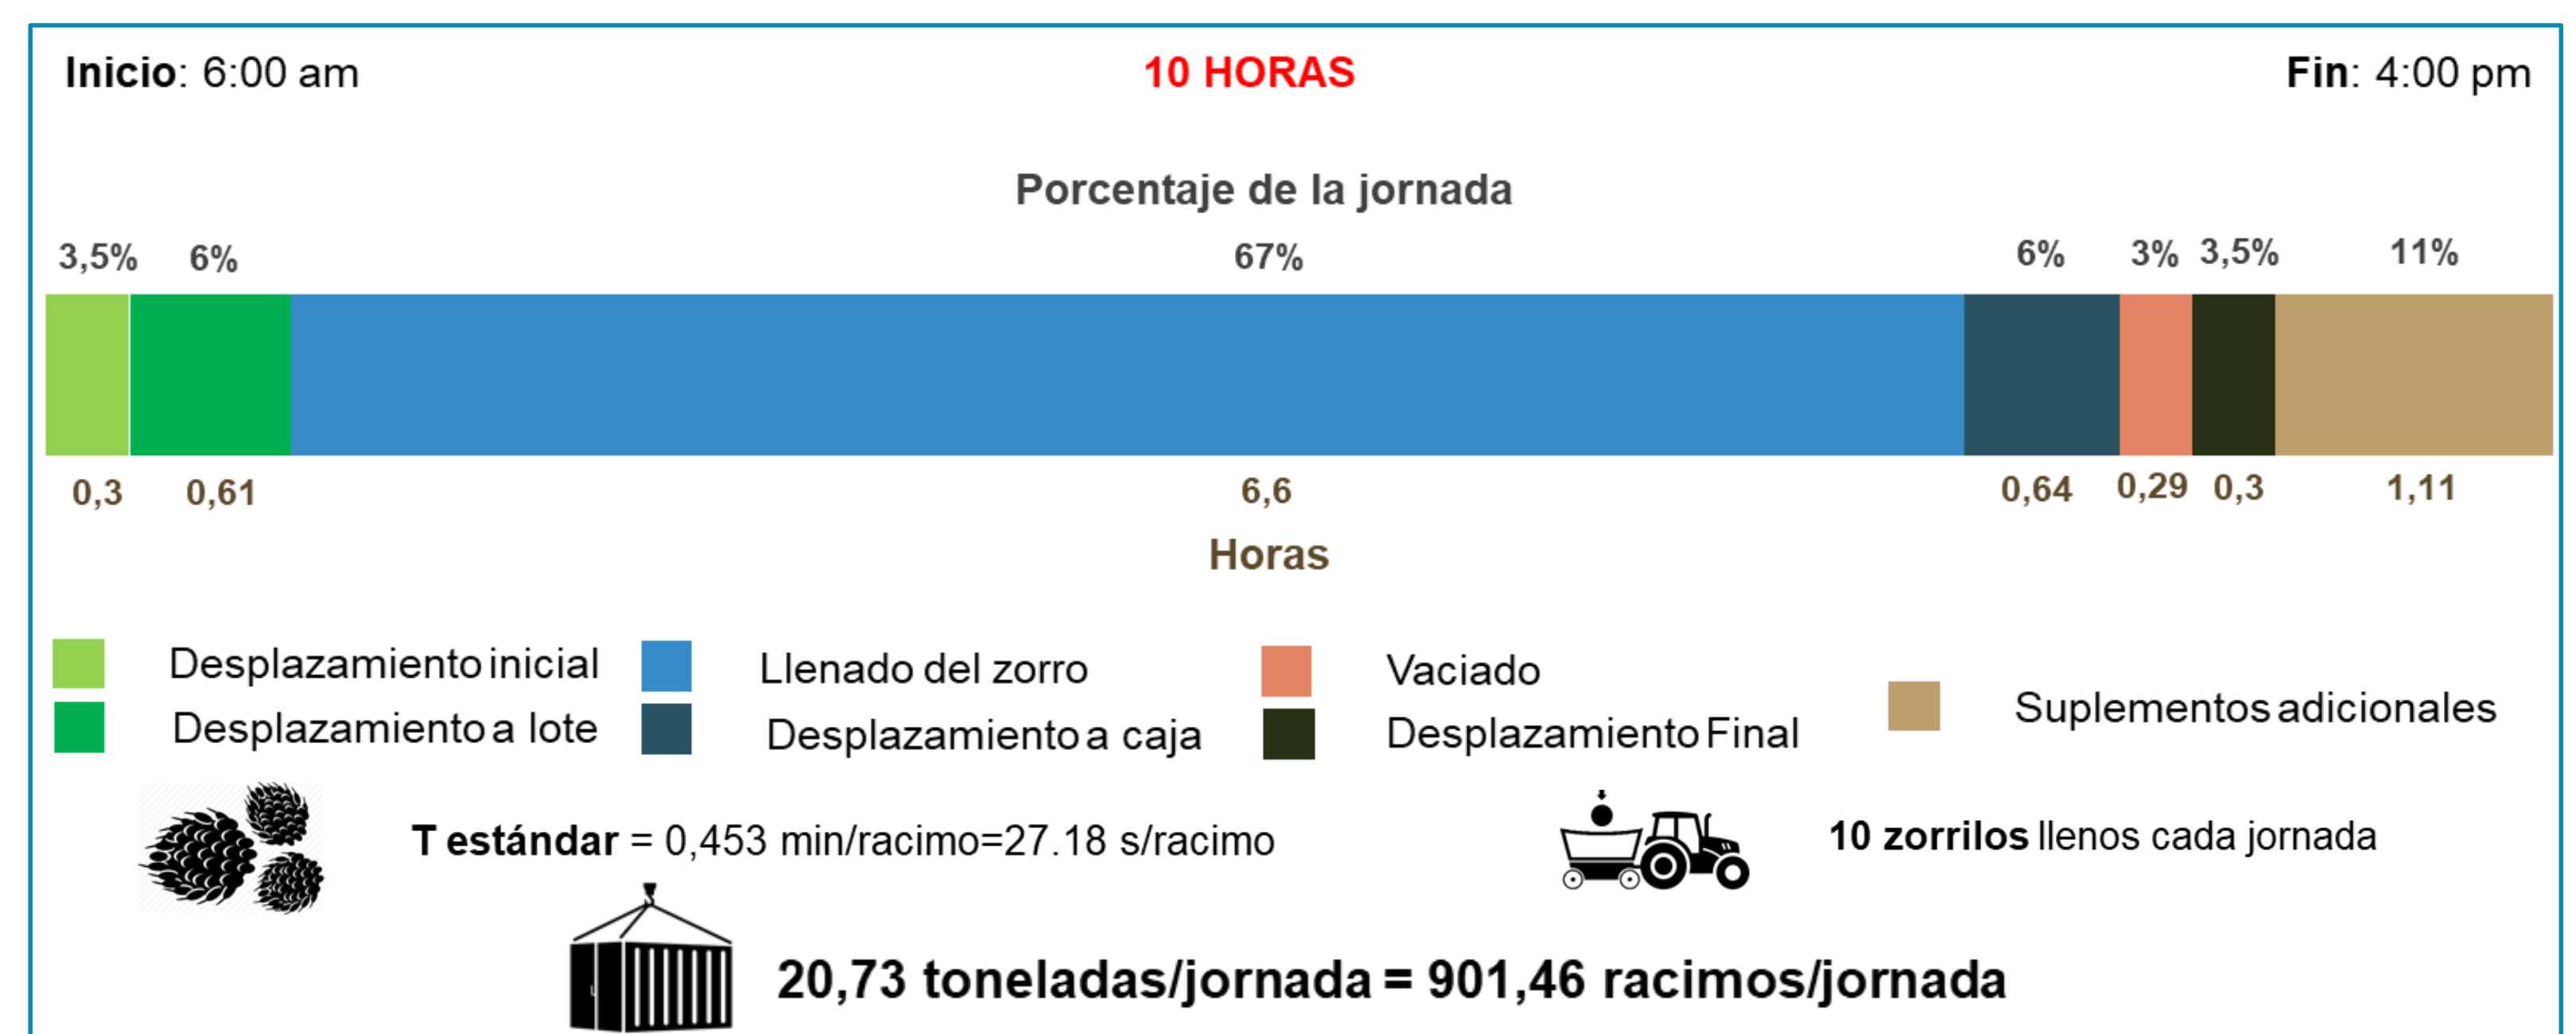 Inicio: 6:00 am 10 HORAS Fin: 4:00 pm
Porcentaje de la jornada
3,5% 6% 67% 6% 3% 3,5% 11%
0,3 0,61 6,6 0,64 0,29 0,3 1,11
Horas
Desplazamiento inicial Llenado del zorro Vaciado
Suplementos adicionales
Desplazamiento a lote Desplazamiento a caja Desplazamiento Final
T estándar = 0,453 min/racimo=27.18 s/racimo 10 zorrilos llenos cada jornada
20,73 toneladas/jornada = 901,46 racimos/jornada